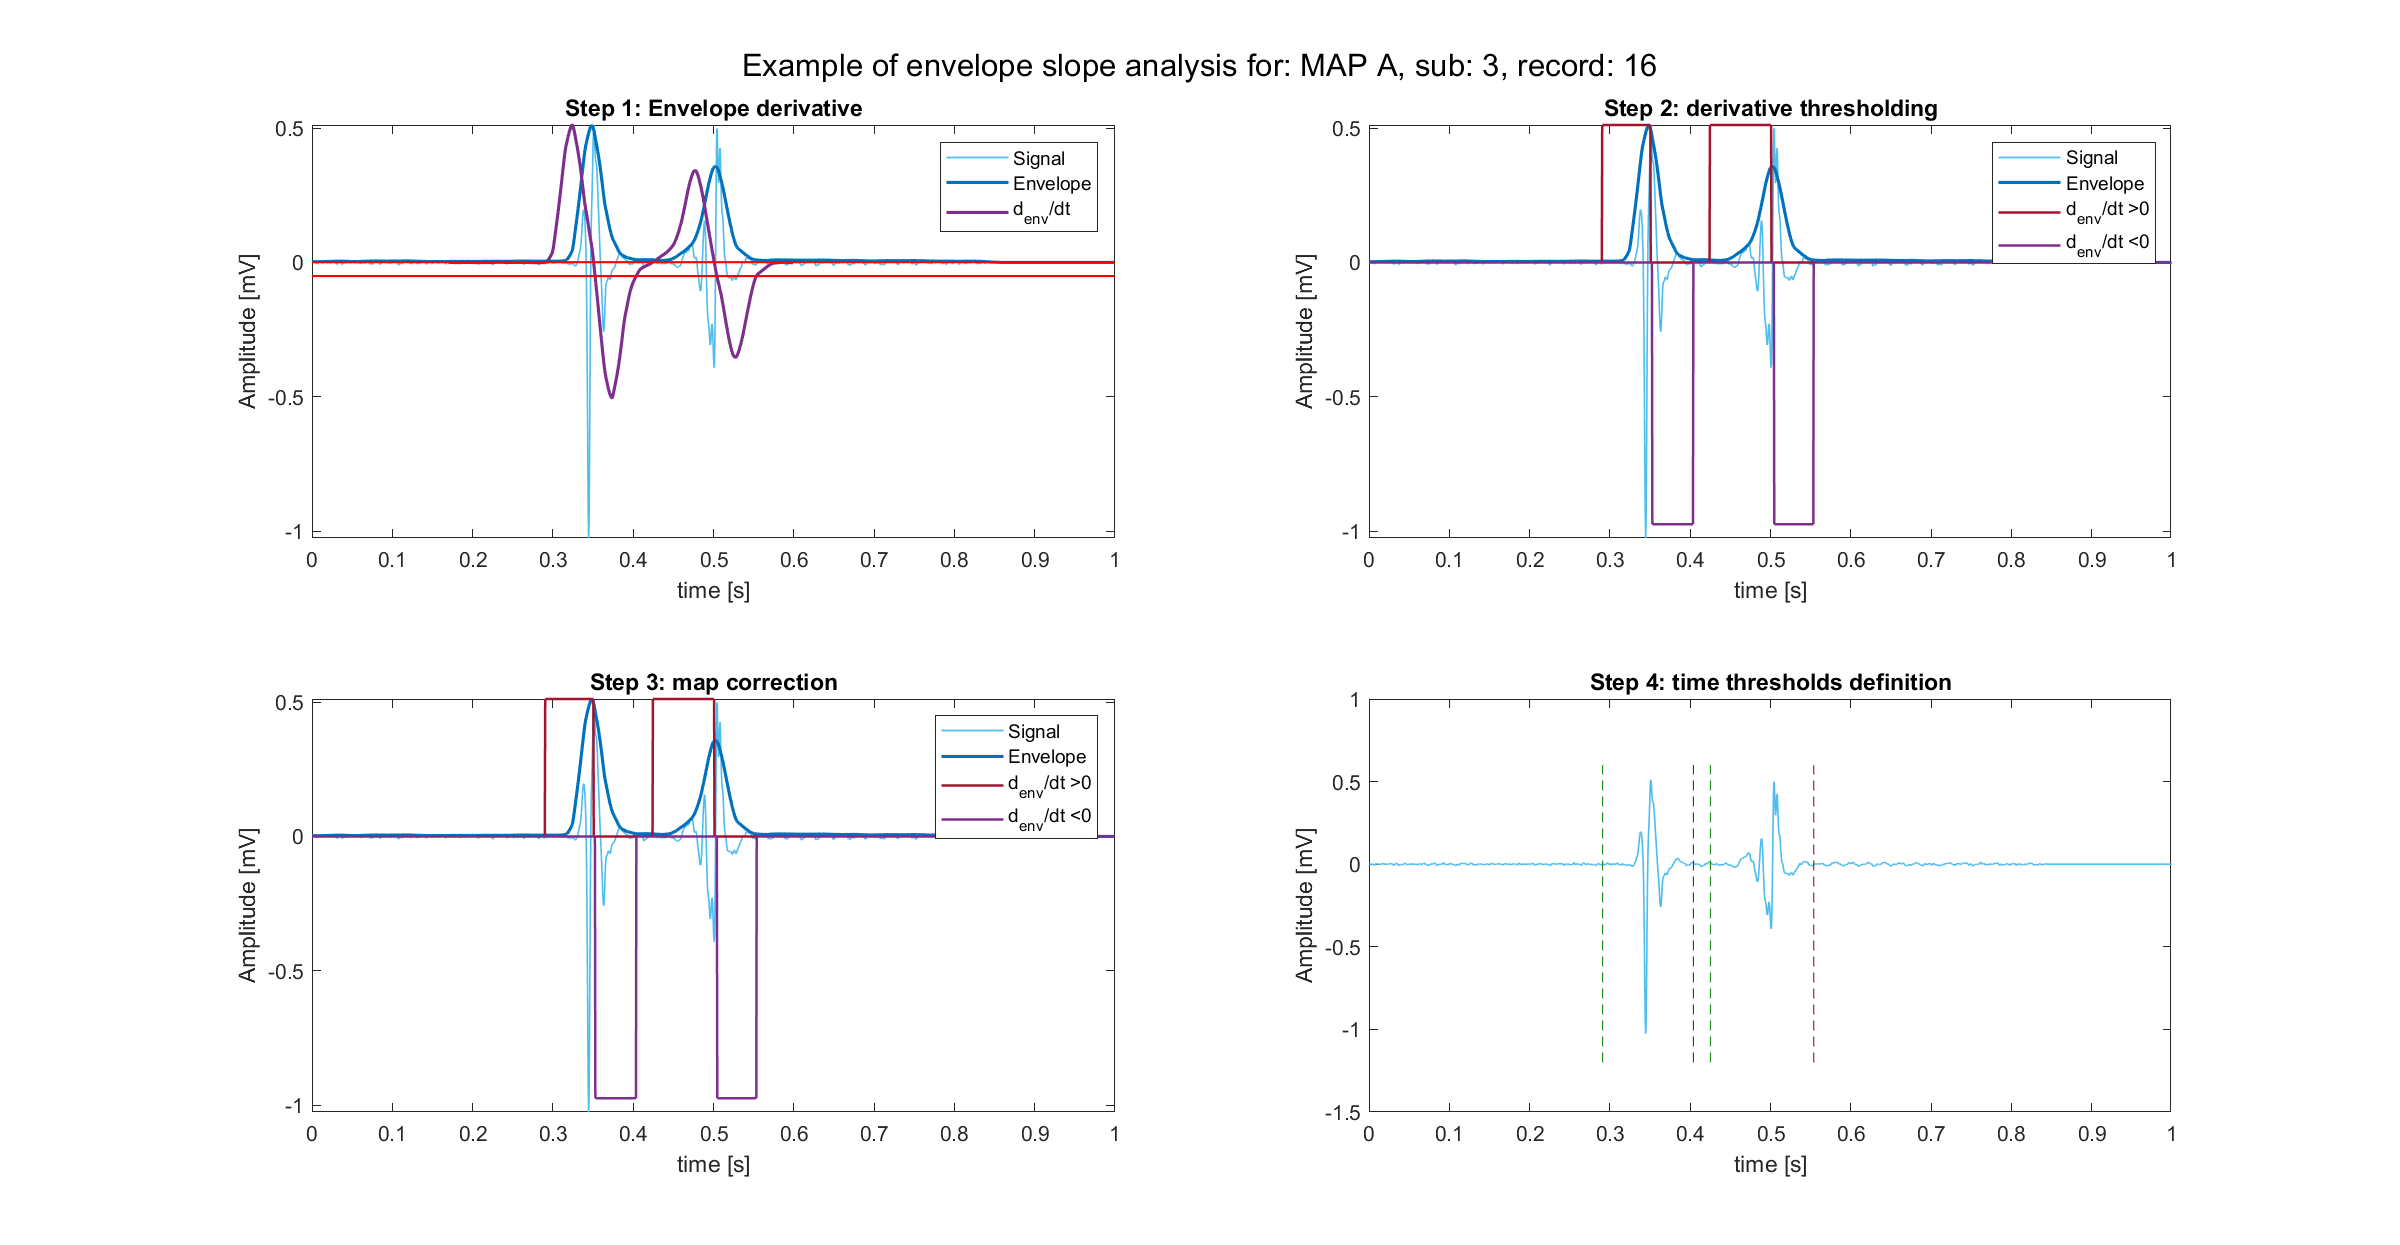 Example of envelope slope analysis for: MAP A, sub: 3, record: 16
Step 1: Envelope derivative
0.5
0
-0.5
-1
Amplitude [mV]
0 0.1 0.2 0.3 0.4 0.5 0.6 0.7 0.8 0.9 1
time [s]
Signal
Envelope
d_env/dt
Step 2: derivative thresholding
0.5
0
-0.5
-1
Amplitude [mV]
0 0.1 0.2 0.3 0.4 0.5 0.6 0.7 0.8 0.9 1
time [s]
Signal
Envelope
d_env/dt >0
d_env/dt <0
Step 3: map correction
0.5
0
-0.5
-1
Amplitude [mV]
0 0.1 0.2 0.3 0.4 0.5 0.6 0.7 0.8 0.9 1
time [s]
Signal
Envelope
d_env/dt >0
d_env/dt <0
Step 4: time thresholds definition
1
0.5
0
-0.5
-1
-1.5
Amplitude [mV]
0 0.1 0.2 0.3 0.4 0.5 0.6 0.7 0.8 0.9 1
time [s]